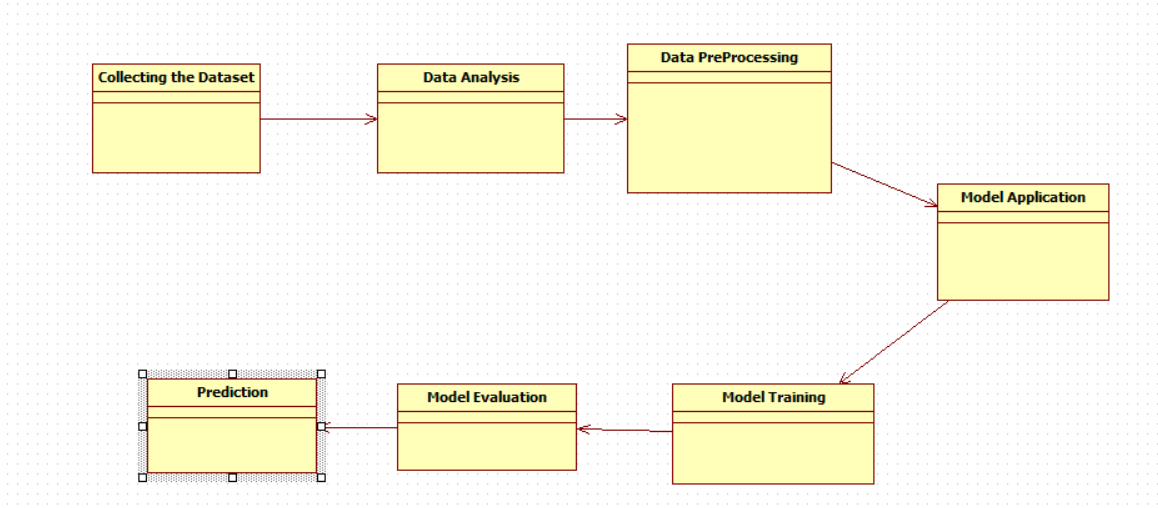 Collecting the Dataset
Data Analysis
Data PreProcessing
Model Application
Model Training
Model Evaluation
Prediction